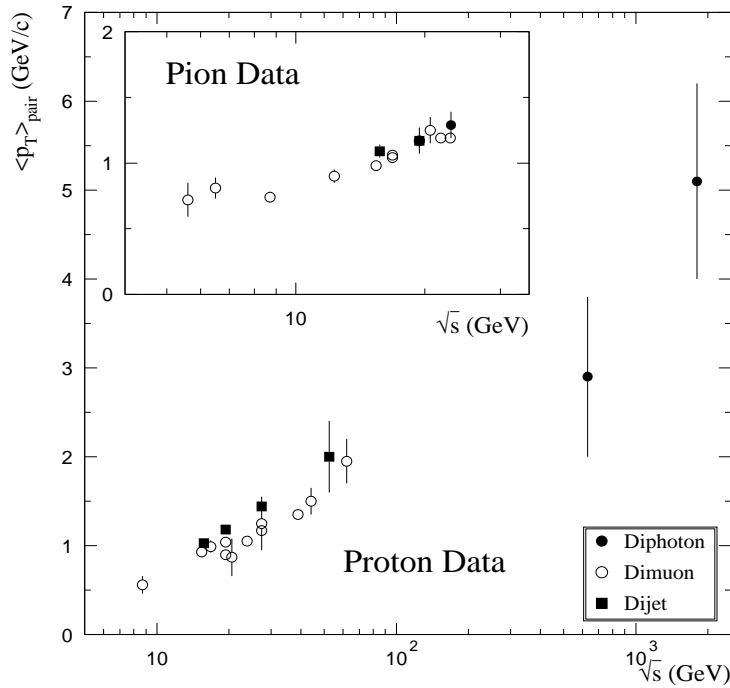 <p_T>_pair (GeV/c)
7
6
5
4
3
2
1
0
10
10^2
10^3
√s (GeV)
Pion Data
2
1
0
10
√s (GeV)
Proton Data
Diphoton
Dimuon
Dijet